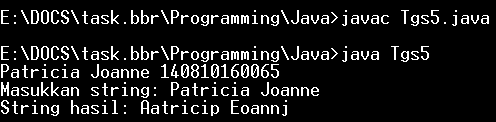 E:\DOCS\task.bbr\Programming\Java>javac Tgs5.java
E:\DOCS\task.bbr\Programming\Java>java Tgs5
Patricia Joanne 140810160065
Masukkan string: Patricia Joanne
String hasil: Aatricip Eoannj